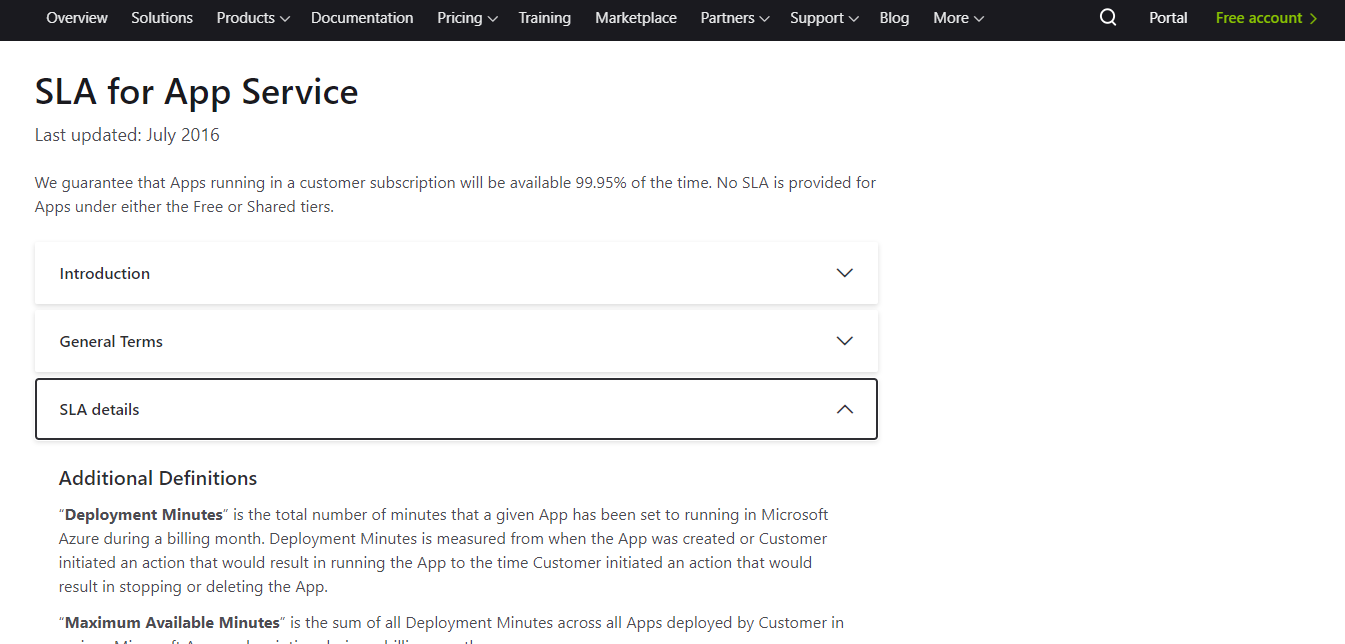 Overview Solutions Products Documentation Pricing Training Marketplace Partners Support Blog More Portal Free account
SLA for App Service
Last updated: July 2016
We guarantee that Apps running in a customer subscription will be available 99.95% of the time. No SLA is provided for
Apps under either the Free or Shared tiers.
Introduction
General Terms
SLA details
Additional Definitions
“Deployment Minutes” is the total number of minutes that a given App has been set to running in Microsoft
Azure during a billing month. Deployment Minutes is measured from when the App was created or Customer
initiated an action that would result in running the App to the time Customer initiated an action that would
result in stopping or deleting the App.
“Maximum Available Minutes” is the sum of all Deployment Minutes across all Apps deployed by Customer in